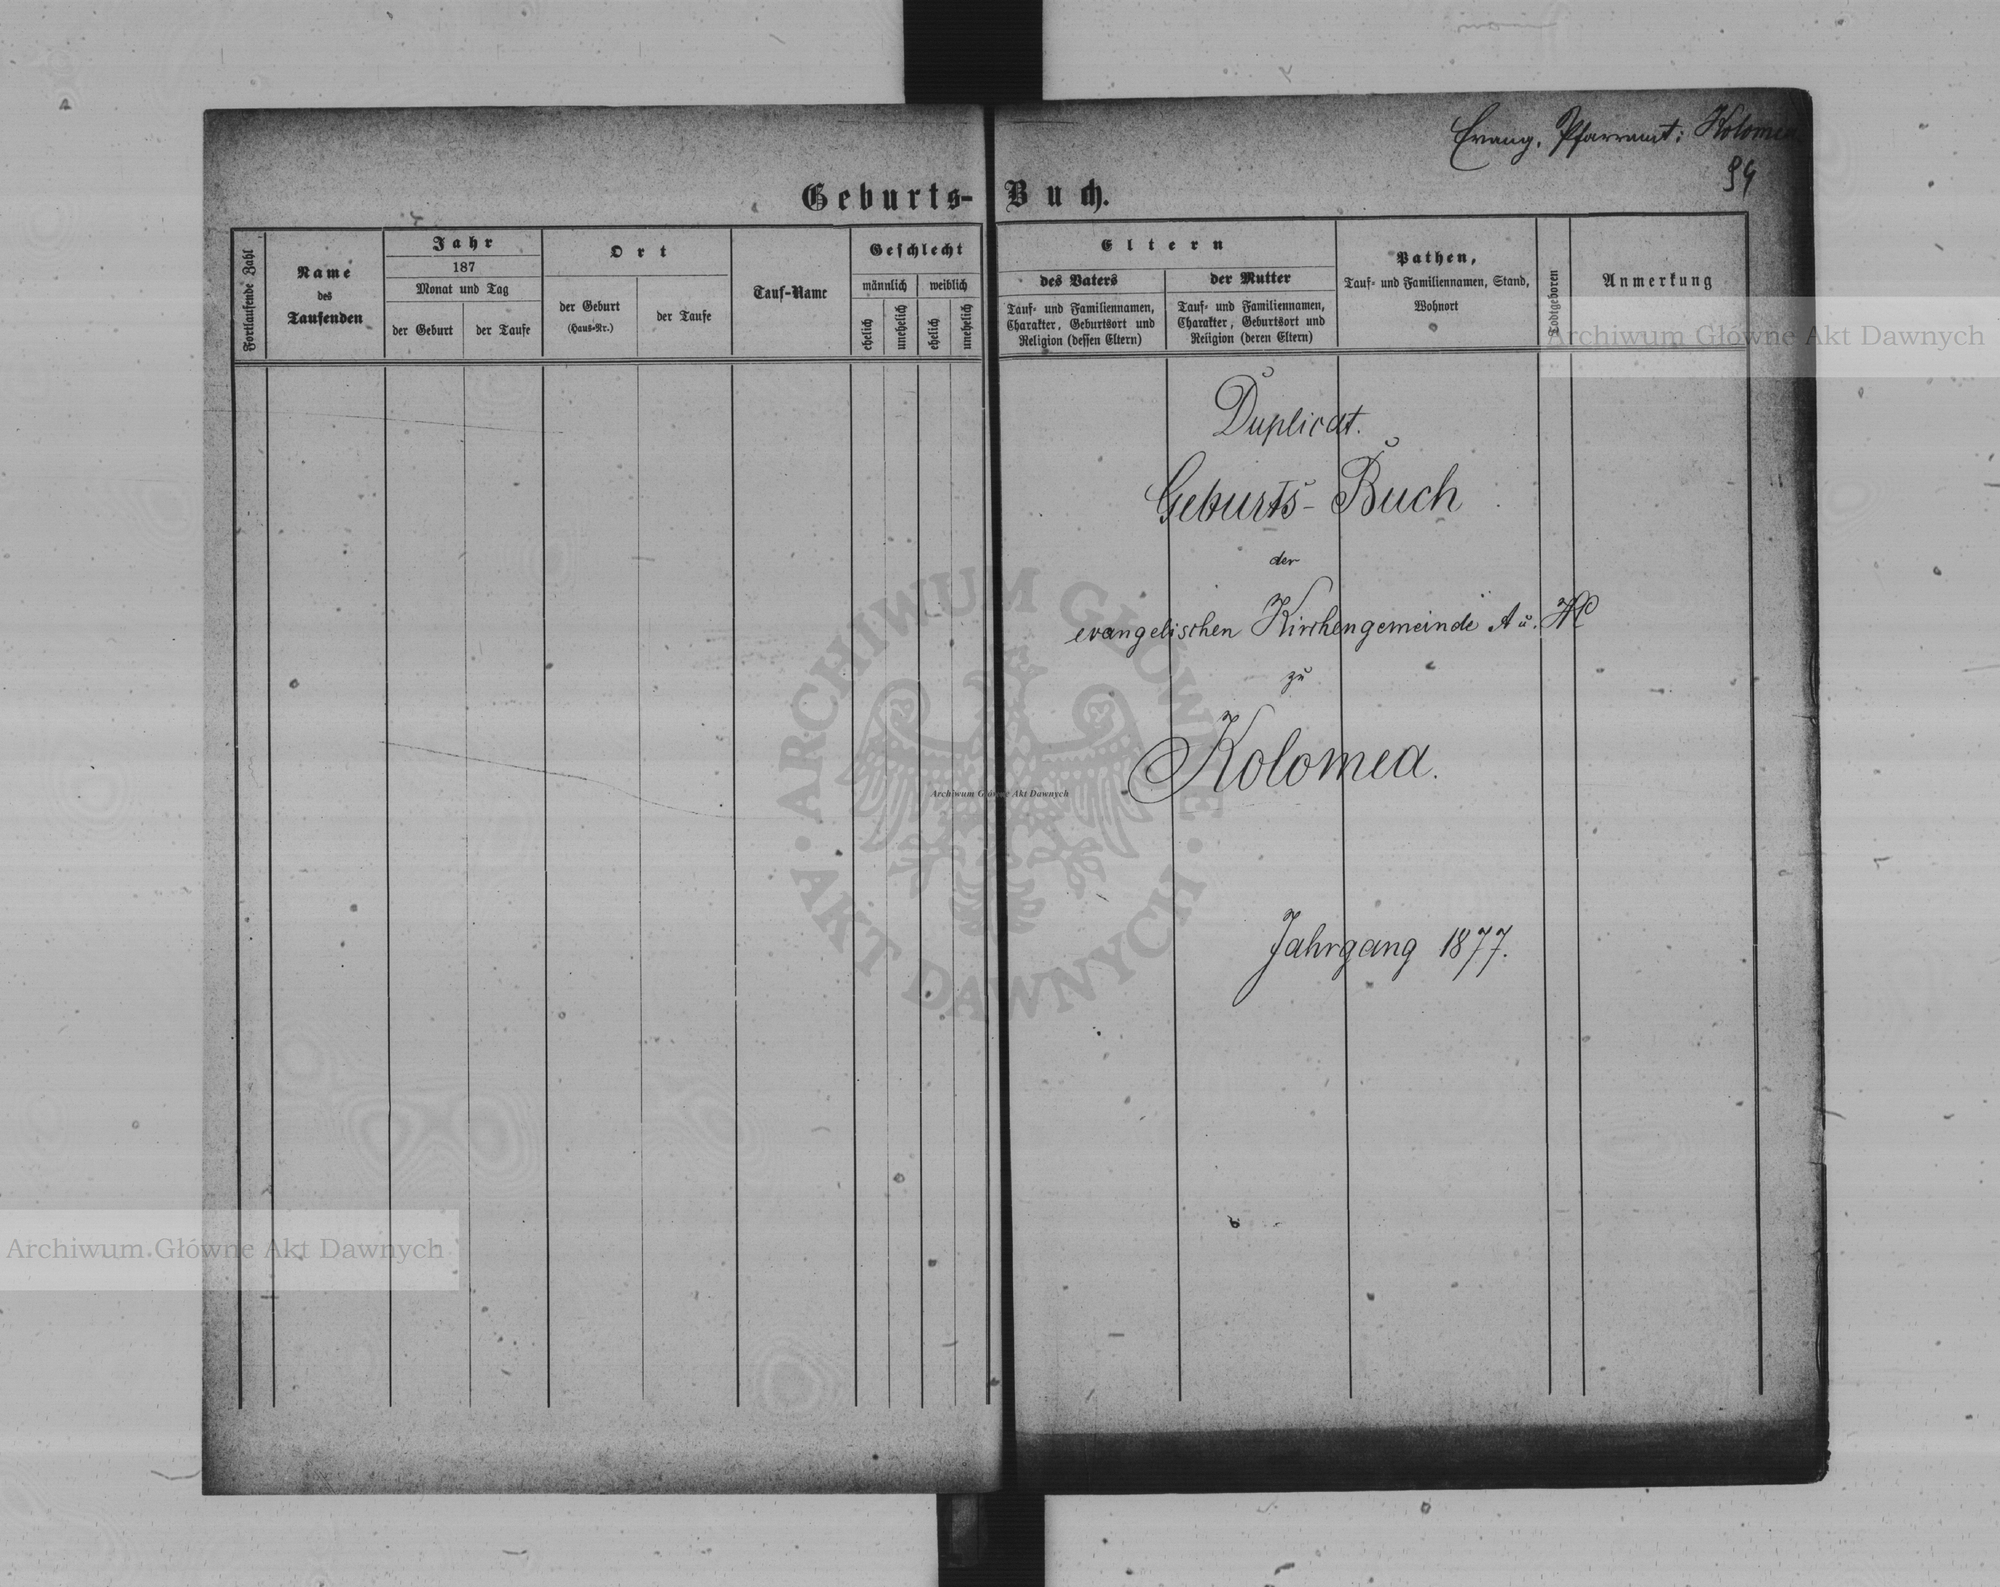 Evang. Pfarramt: Kolomea
94
Geburts-Buch.
Fortlaufende Zahl
Name
des
Taufenden
Jahr
187
Monat und Tag
der Geburt
der Taufe
Ort
der Geburt
(Haus-Nr.)
der Taufe
Tauf-Name
Geschlecht
männlich
weiblich
ehelich
unehelich
ehelich
unehelich
Eltern
des Vaters
Tauf- und Familiennamen,
Charakter, Geburtsort und
Religion (dessen Eltern)
der Mutter
Tauf- und Familiennamen,
Charakter, Geburtsort und
Religion (deren Eltern)
Pathen,
Tauf- und Familiennamen, Stand,
Wohnort
Todtgeboren
Anmerkung
Archiwum Główne Akt Dawnych
Duplicat.
Geburts-Buch
der
evangelischen Kirchengemeinde A u. HC
zu
Kolomea.
ARCHIWUM GŁÓWNE
Archiwum Główne Akt Dawnych
AKT DAWNYCH
Jahrgang 1877.
Archiwum Główne Akt Dawnych